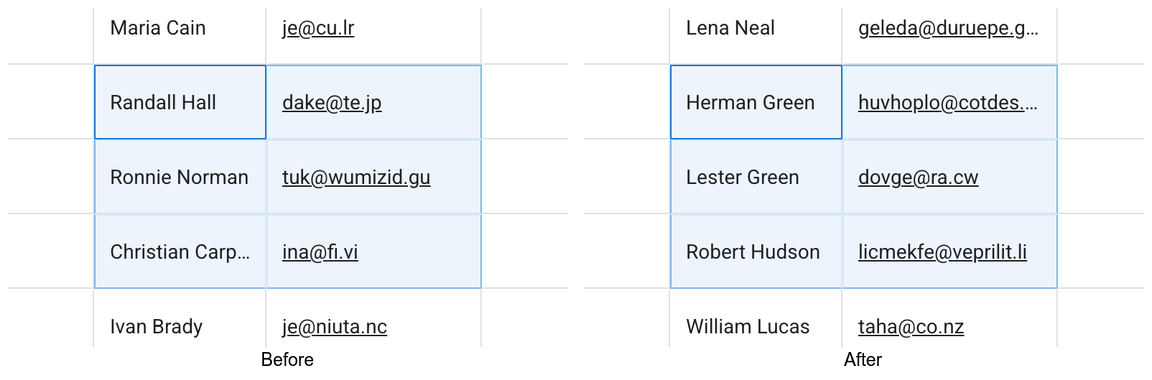 Maria Cain je@cu.lr Lena Neal geleda@duruepe.g...
Randall Hall dake@te.jp Herman Green huvhoplo@cotdes....
Ronnie Norman tuk@wumizid.gu Lester Green dovge@ra.cw
Christian Carp... ina@fi.vi Robert Hudson licmekfe@veprilit.li
Ivan Brady je@niuta.nc William Lucas taha@co.nz
Before After